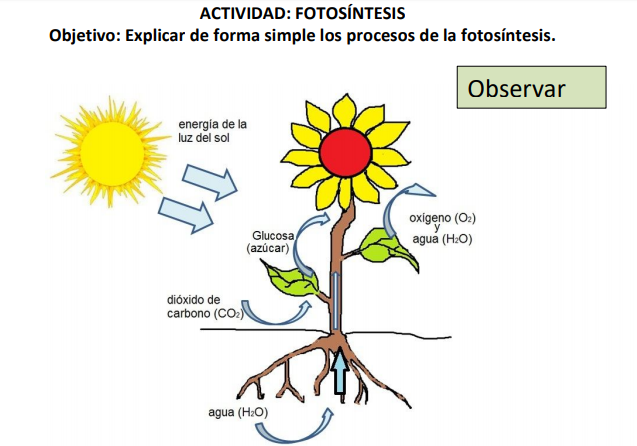 ACTIVIDAD: FOTOSÍNTESIS
Objetivo: Explicar de forma simple los procesos de la fotosíntesis.
Observar
energía de la
luz del sol
oxígeno (O₂)
y
agua (H₂O)
Glucosa
(azúcar)
dióxido de
carbono (CO₂)
agua (H₂O)